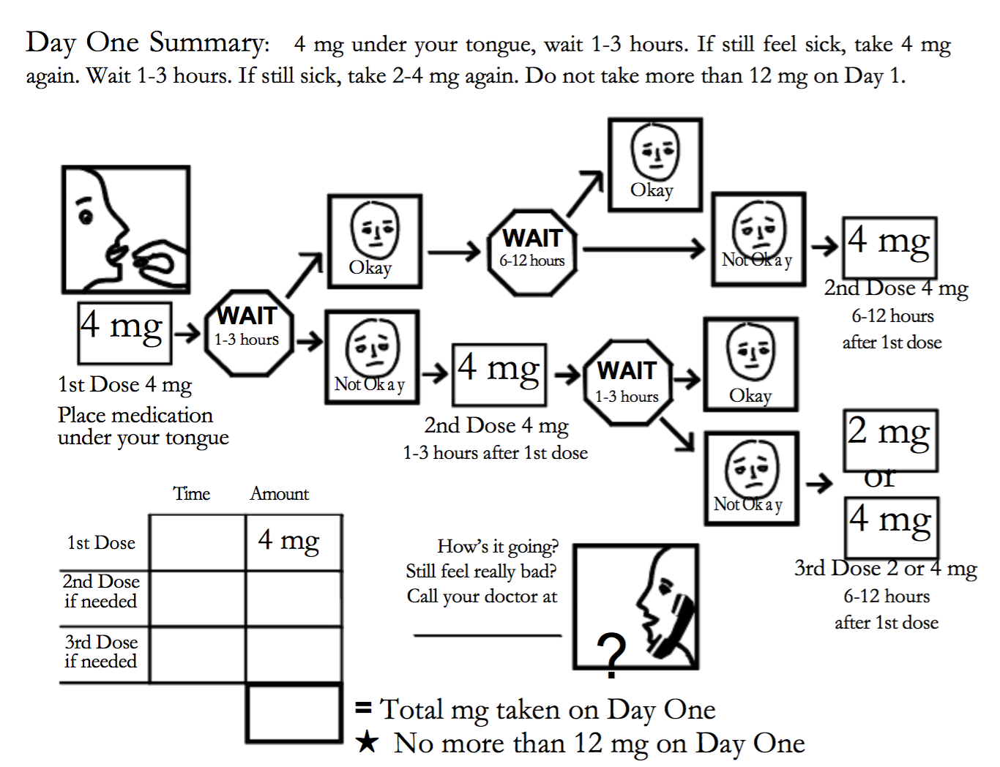 Day One Summary: 4 mg under your tongue, wait 1-3 hours. If still feel sick, take 4 mg
again. Wait 1-3 hours. If still sick, take 2-4 mg again. Do not take more than 12 mg on Day 1.
4 mg
1st Dose 4 mg
Place medication
under your tongue
WAIT
1-3 hours
Okay
WAIT
6-12 hours
Okay
Not Okay
4 mg
2nd Dose 4 mg
6-12 hours
after 1st dose
Not Okay
4 mg
2nd Dose 4 mg
1-3 hours after 1st dose
WAIT
1-3 hours
Okay
Not Okay
2 mg
or
4 mg
3rd Dose 2 or 4 mg
6-12 hours
after 1st dose
Time Amount
1st Dose 4 mg
2nd Dose
if needed
3rd Dose
if needed
How's it going?
Still feel really bad?
Call your doctor at
?
= Total mg taken on Day One
★ No more than 12 mg on Day One